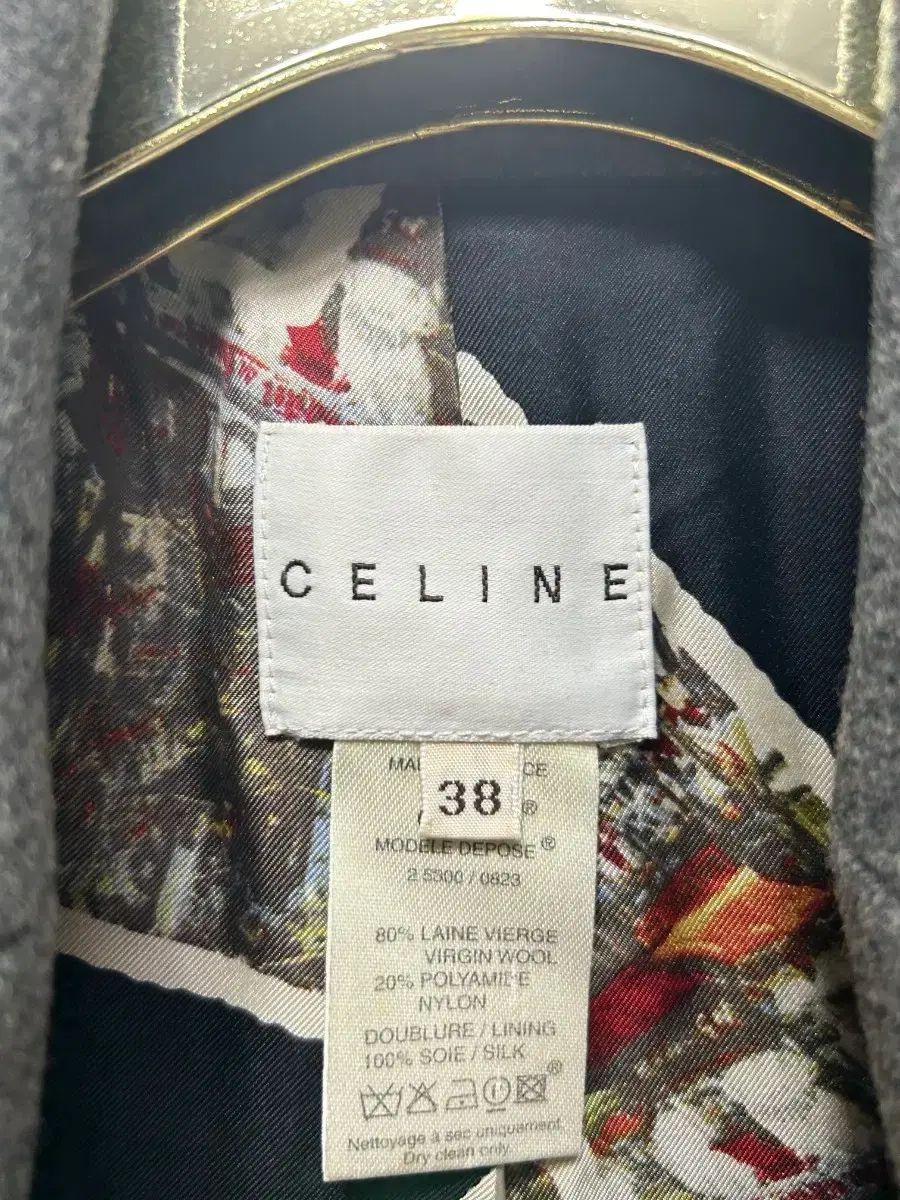 CELINE
38
MODELE DEPOSE ®
2 5300 / 0823
80% LAINE VIERGE
VIRGIN WOOL
20% POLYAMIDE
NYLON
DOUBLURE / LINING
100% SOIE / SILK
®
Nettoyage à sec uniquement
Dry clean only